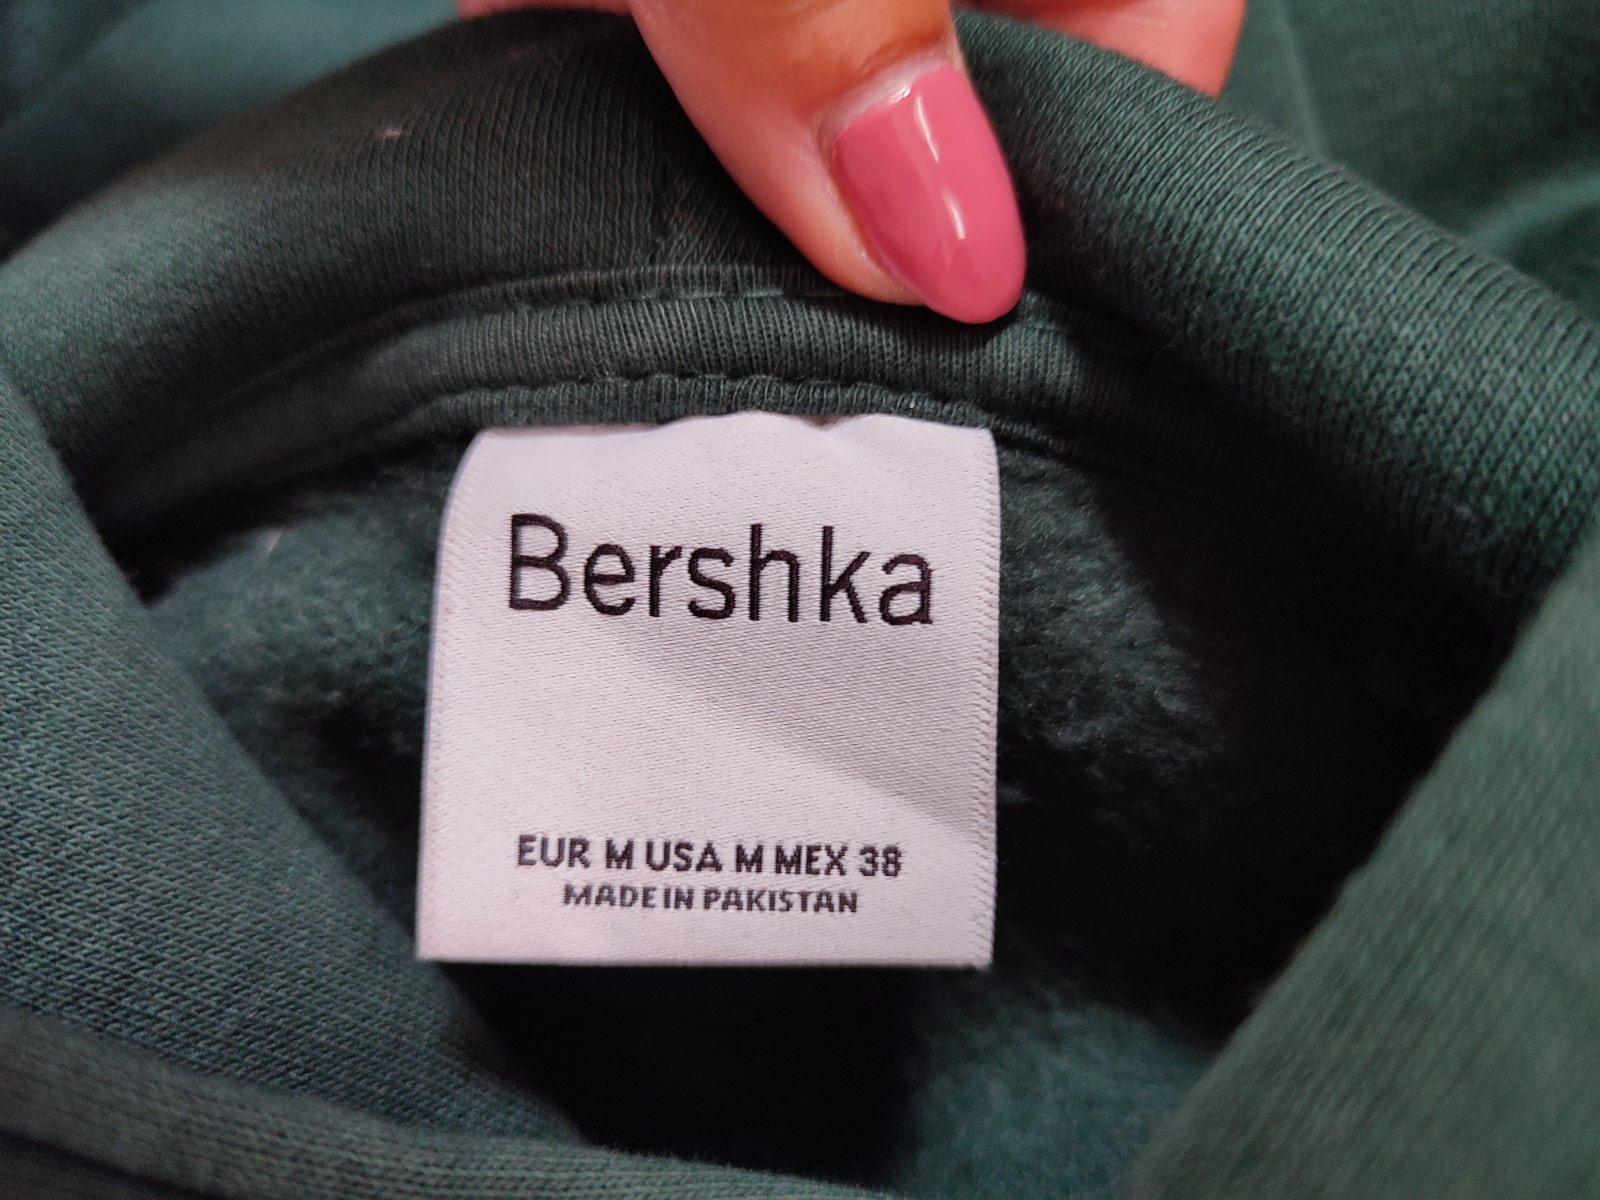 Bershka
EUR M USA M MEX 38
MADE IN PAKISTAN